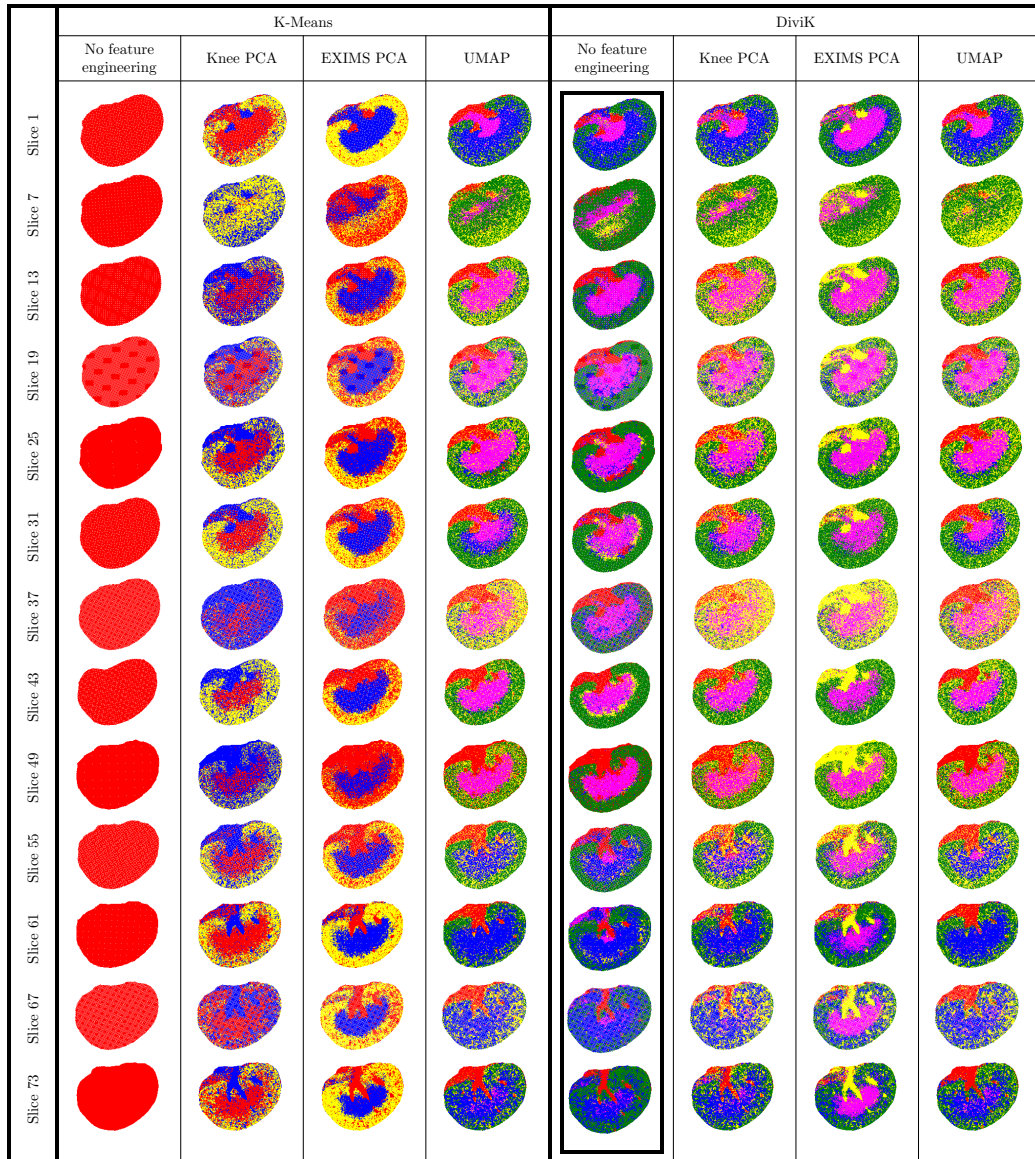 K-Means
DiviK
No feature
engineering
Knee PCA
EXIMS PCA
UMAP
No feature
engineering
Knee PCA
EXIMS PCA
UMAP
Slice 1
Slice 7
Slice 13
Slice 19
Slice 25
Slice 31
Slice 37
Slice 43
Slice 49
Slice 55
Slice 61
Slice 67
Slice 73